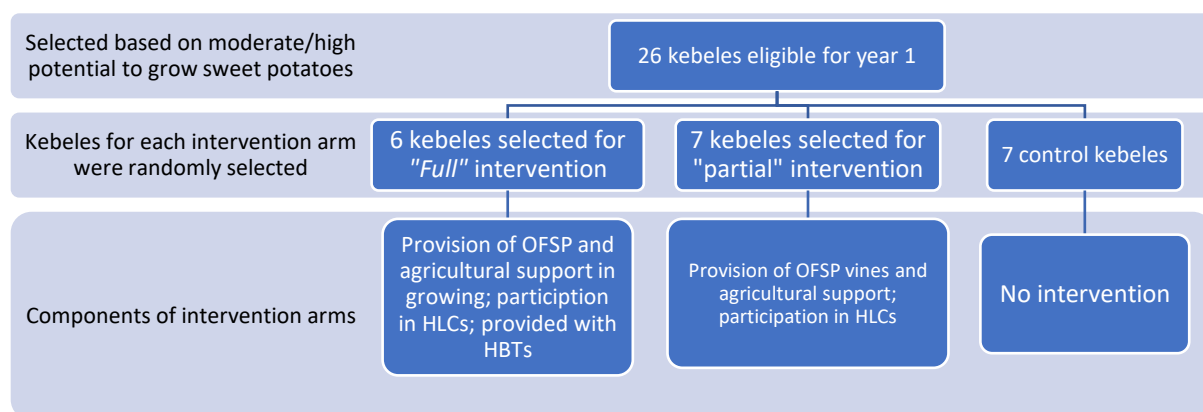 Selected based on moderate/high
potential to grow sweet potatoes
26 kebeles eligible for year 1
Kebeles for each intervention arm
were randomly selected
6 kebeles selected for
"Full" intervention
7 kebeles selected for
"partial" intervention
7 control kebeles
Components of intervention arms
Provision of OFSP and
agricultural support in
growing; particiption
in HLCs; provided with
HBTs
Provision of OFSP vines and
agricultural support;
participation in HLCs
No intervention